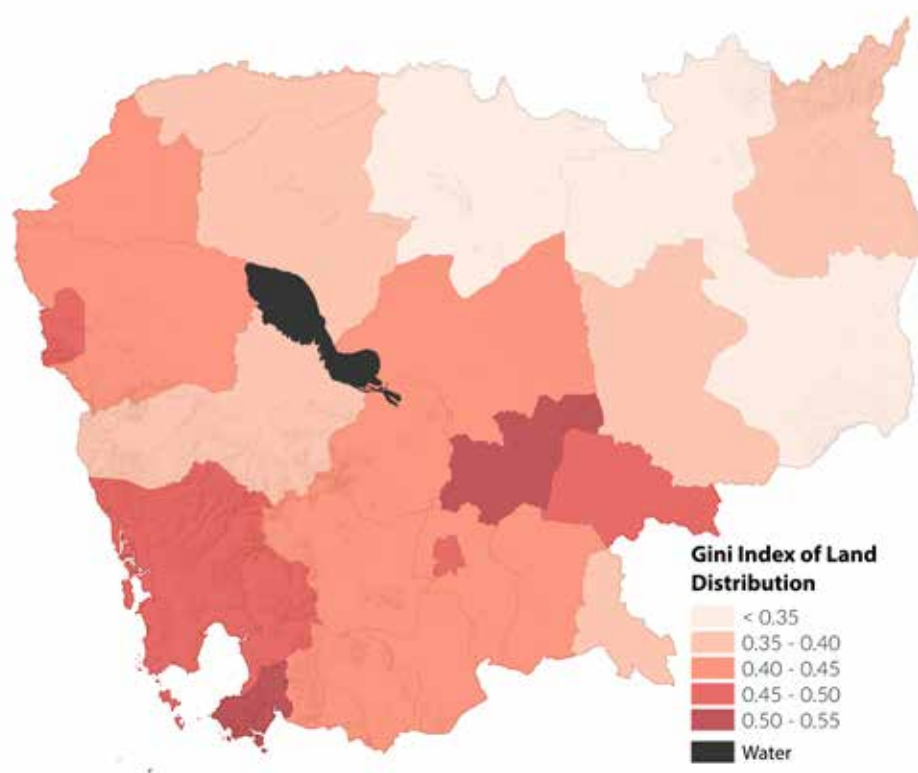 Gini Index of Land
Distribution
< 0.35
0.35 - 0.40
0.40 - 0.45
0.45 - 0.50
0.50 - 0.55
Water